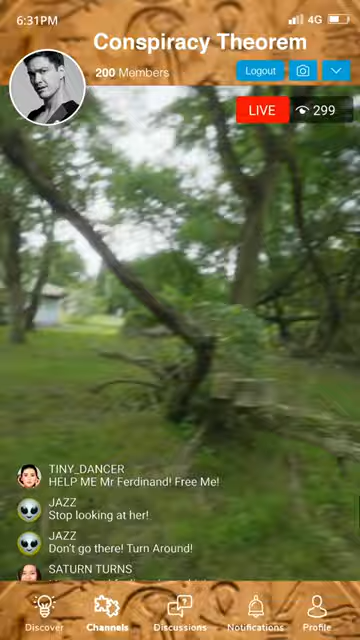 6:31PM
4G
Conspiracy Theorem
200 Members
Logout
LIVE
299
TINY_DANCER
HELP ME Mr Ferdinand! Free Me!
JAZZ
Stop looking at her!
JAZZ
Don't go there! Turn Around!
SATURN TURNS
Discover
Channels
Discussions
Notifications
Profile